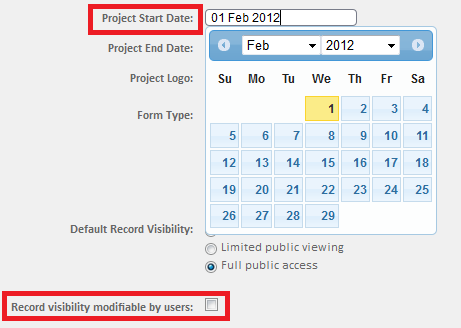 Project Start Date: 01 Feb 2012
Project End Date: Feb 2012
Su Mo Tu We Th Fr Sa
Project Logo:
1 2 3 4
Form Type:
5 6 7 8 9 10 11
12 13 14 15 16 17 18
19 20 21 22 23 24 25
26 27 28 29
Default Record Visibility:
Limited public viewing
Full public access
Record visibility modifiable by users: